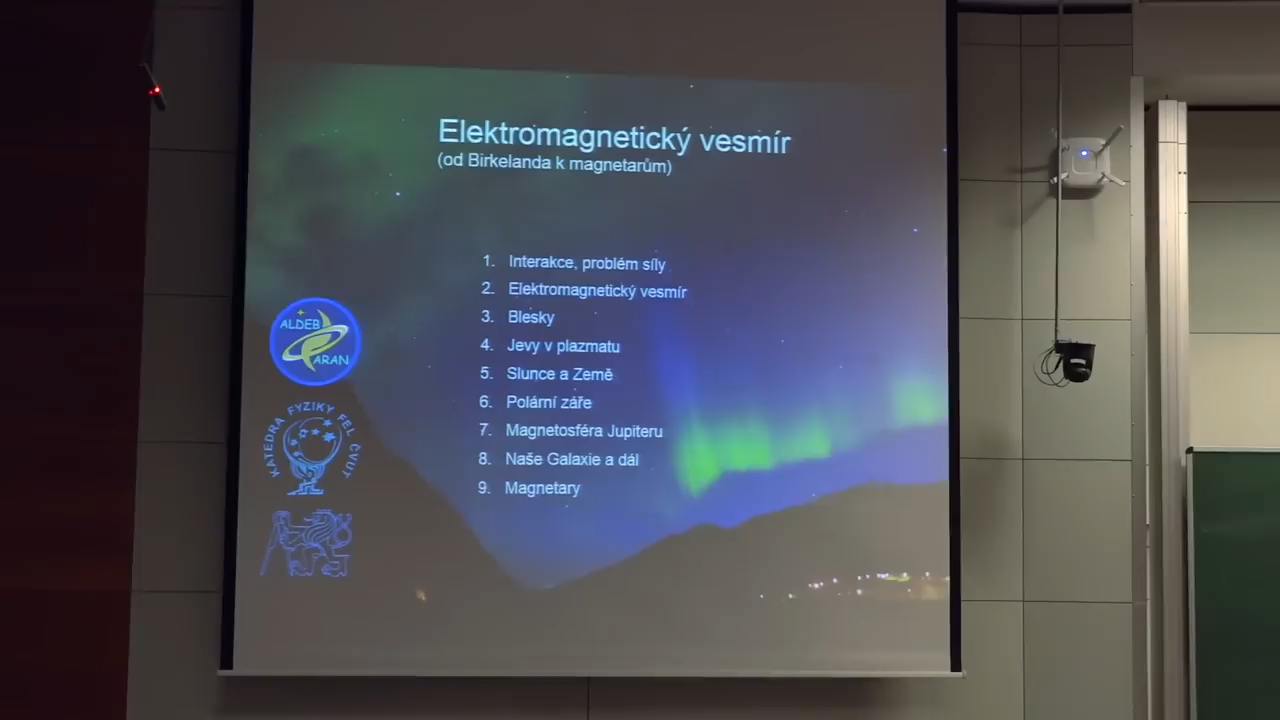 Elektromagnetický vesmír
(od Birkelanda k magnetarům)
1. Interakce, problém síly
2. Elektromagnetický vesmír
3. Blesky
4. Jevy v plazmatu
5. Slunce a Země
6. Polární záře
7. Magnetosféra Jupiteru
8. Naše Galaxie a dál
9. Magnetary
ALDEB
ARAN
KATEDRA FYZIKY FEL ČVUT